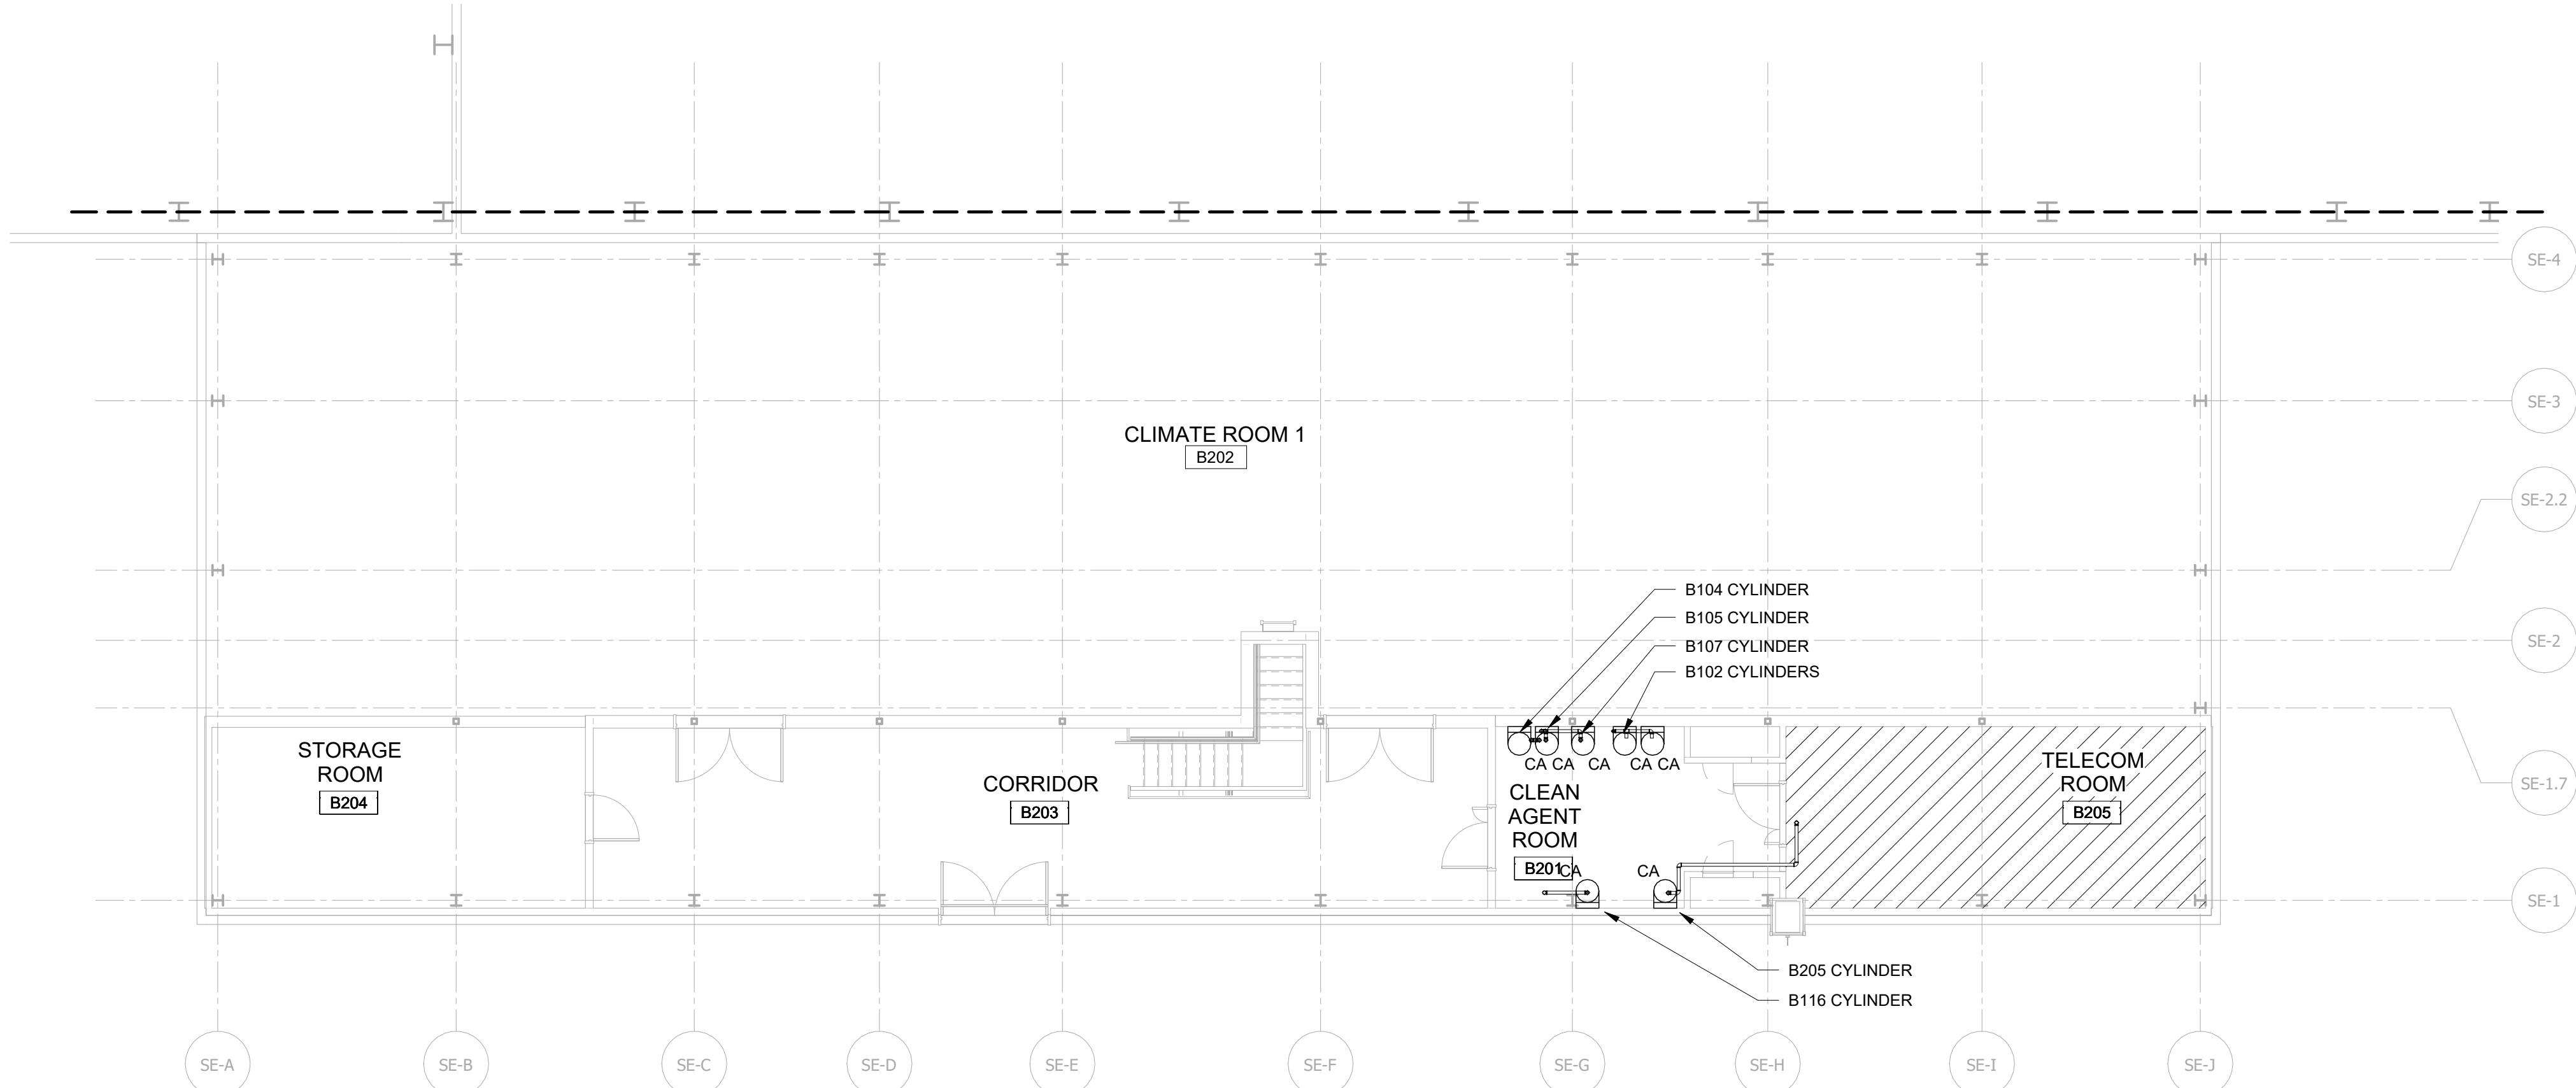 SE-4
SE-3
CLIMATE ROOM 1
B202
SE-2.2
B104 CYLINDER
B105 CYLINDER
B107 CYLINDER
B102 CYLINDERS
SE-2
STORAGE
ROOM
B204
CORRIDOR
B203
CA CA CA CA CA
CLEAN
AGENT
ROOM
B201
CA
CA
TELECOM
ROOM
B205
SE-1.7
SE-1
B205 CYLINDER
B116 CYLINDER
SE-A
SE-B
SE-C
SE-D
SE-E
SE-F
SE-G
SE-H
SE-I
SE-J